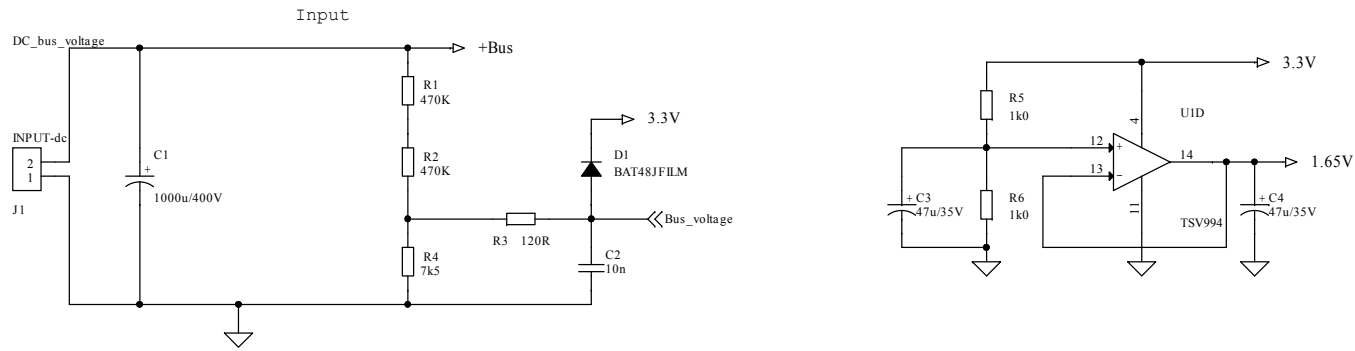 Input
DC_bus_voltage
+Bus
R1
470K
3.3V
INPUT-dc
2
1
J1
C1
+
1000u/400V
R2
470K
D1
BAT48JFILM
R3 120R
Bus_voltage
R4
7k5
C2
10n
3.3V
R5
1k0
U1D
4
12
+
13
−
14
1.65V
11
TSV994
+
C3
47u/35V
R6
1k0
+
C4
47u/35V